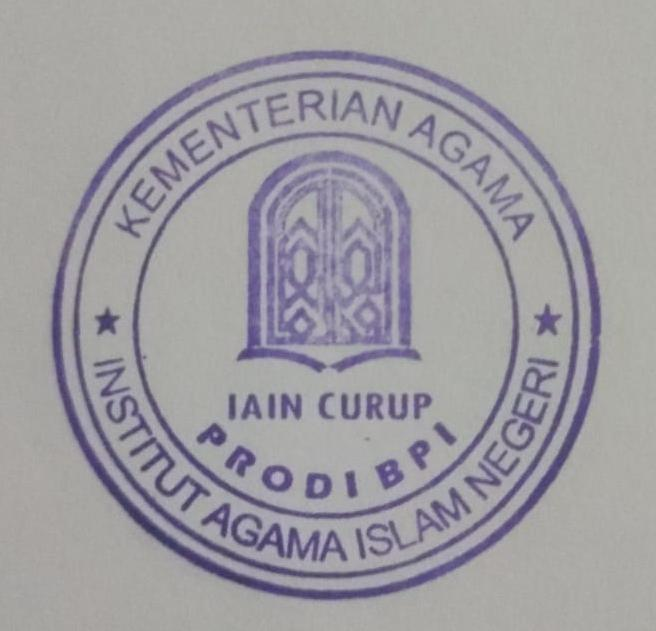 KEMENTERIAN AGAMA
IAIN CURUP
PRODI BPI
INSTITUT AGAMA ISLAM NEGERI